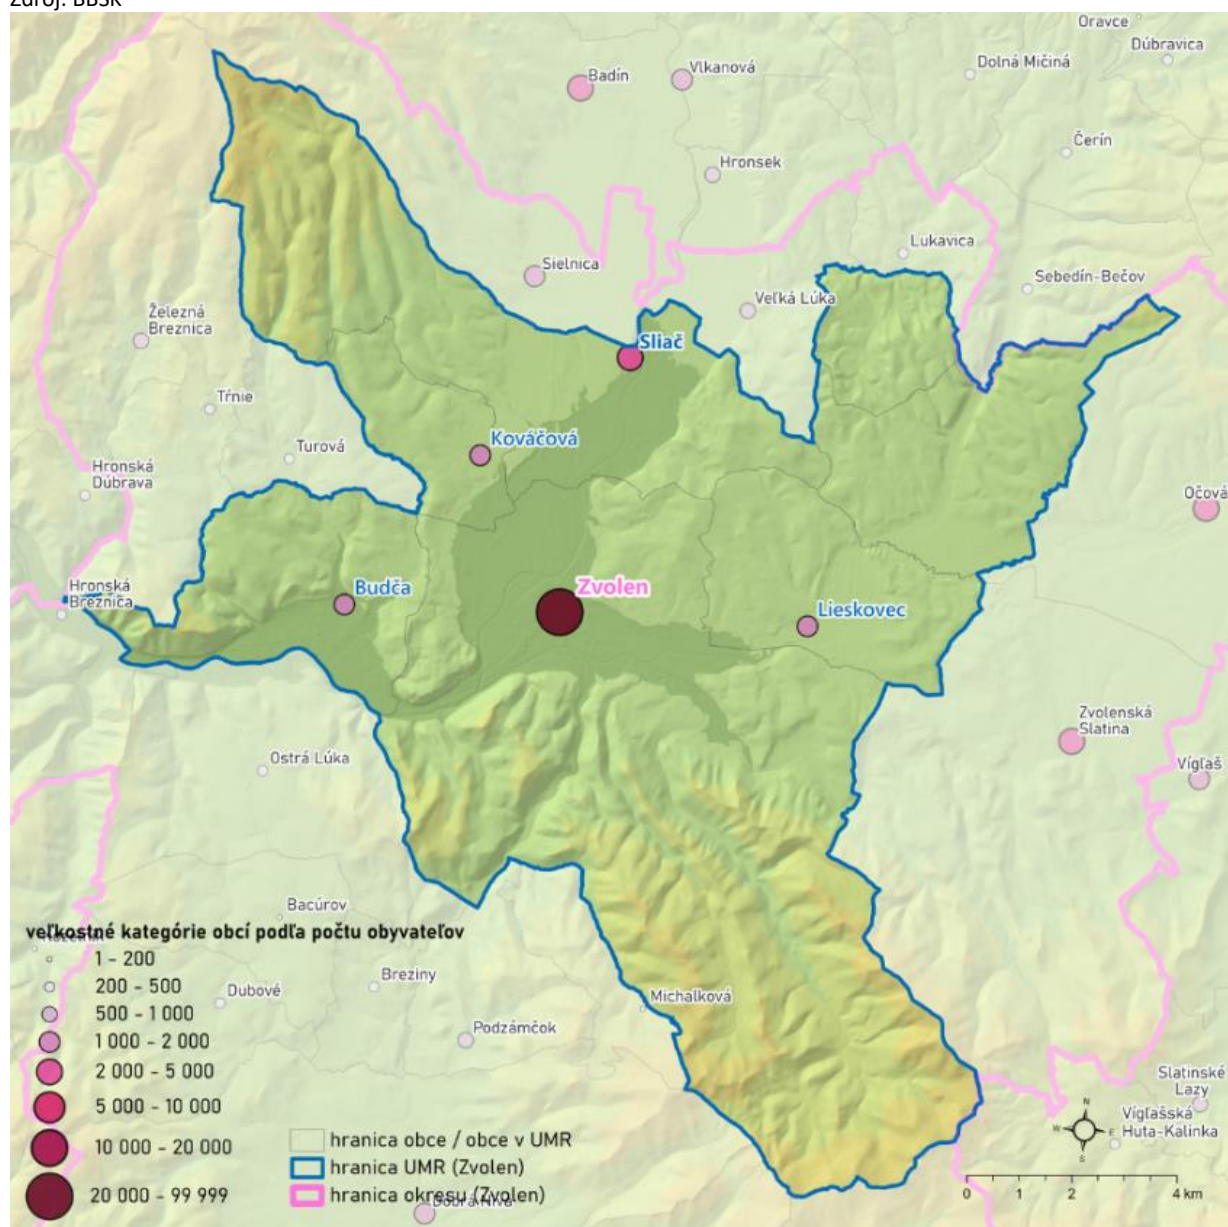 Zdroj: BBSK
Oravce
Dúbravica
Dolná Mičiná
Badín
Vlkanová
Čerín
Hronsek
Lukavica
Sielnica
Sebedín-Bečov
Veľká Lúka
Železná
Breznica
Sliač
Tŕnie
Kováčová
Turová
Hronská
Dúbrava
Očová
Hronská
Breznica
Budča
Zvolen
Lieskovec
Zvolenská
Slatina
Ostrá Lúka
Vígľaš
Bacúrov
veľkostné kategórie obcí podľa počtu obyvateľov
1 - 200
200 - 500
500 - 1 000
1 000 - 2 000
2 000 - 5 000
5 000 - 10 000
10 000 - 20 000
20 000 - 99 999
Breziny
Dubové
Michalková
Podzámčok
Slatinské
Lazy
Vígľašská
Huta-Kalinka
N
W
E
S
hranica obce / obce v UMR
hranica UMR (Zvolen)
hranica okresu (Zvolen)
Dobrá Niva
0 1 2 4 km